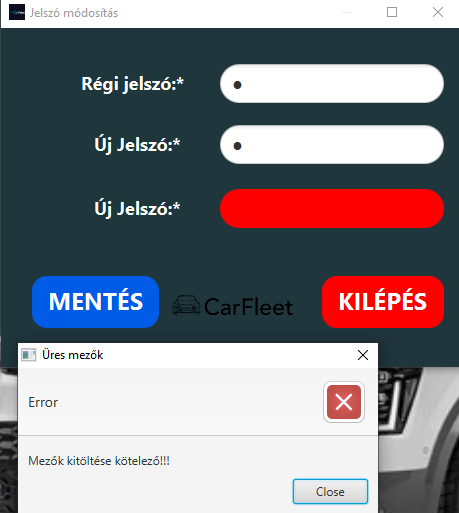 Jelszó módosítás
Régi jelszó:*
Új Jelszó:*
Új Jelszó:*
MENTÉS
CarFleet
KILÉPÉS
Üres mezők
Error
Mezők kitöltése kötelező!!!
Close